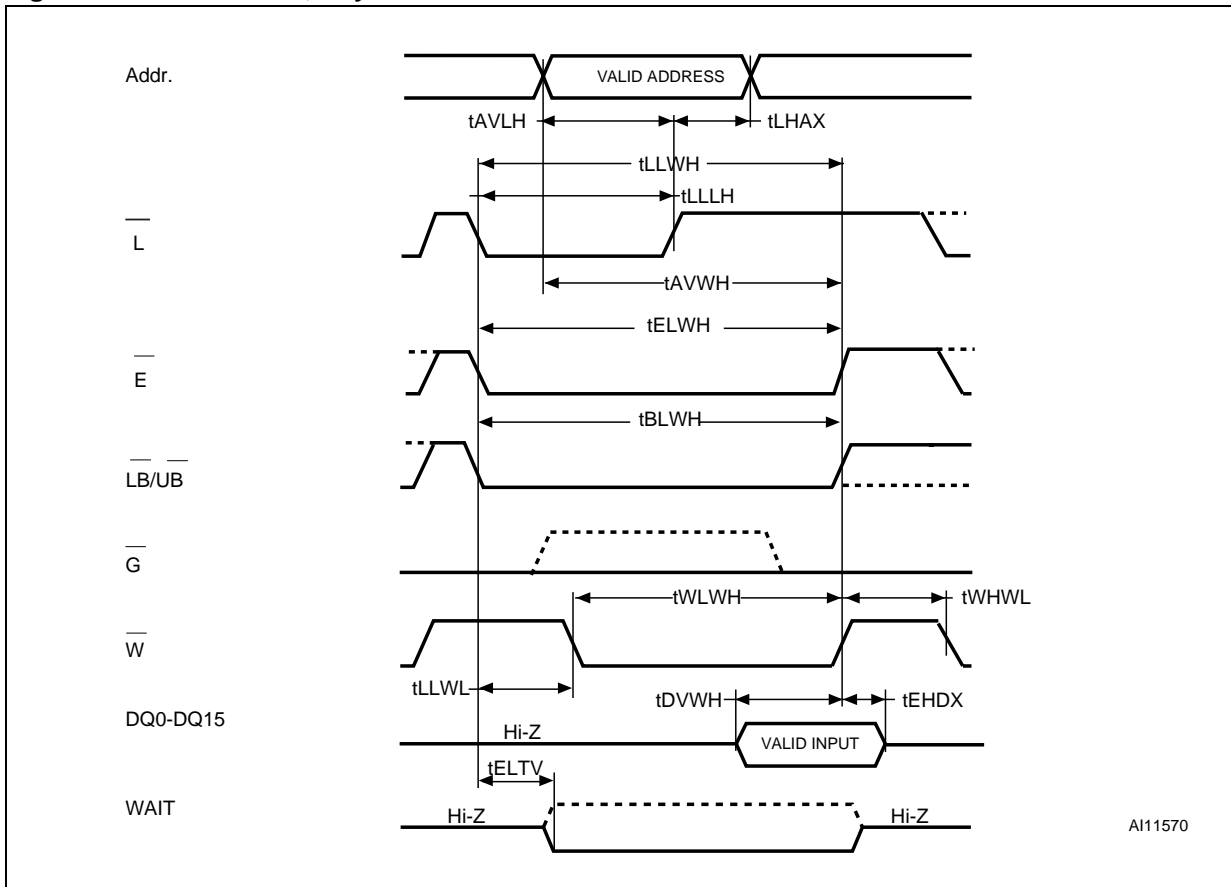 Addr.
VALID ADDRESS
tAVLH
tLHAX
tLLWH
tLLLH
L
tAVWH
tELWH
E
tBLWH
LB/UB
G
tWLWH
tWHWL
W
tLLWL
tDVWH
tEHDX
DQ0-DQ15
Hi-Z
VALID INPUT
tELTV
WAIT
Hi-Z
Hi-Z
AI11570